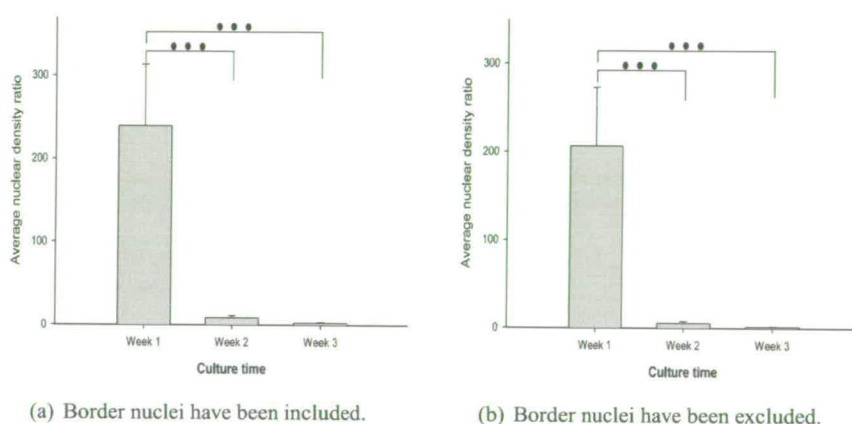 300
200
100
0
Average nuclear density ratio
Week 1 Week 2 Week 3
Culture time
(a) Border nuclei have been included.
300
200
100
0
Average nuclear density ratio
Week 1 Week 2 Week 3
Culture time
(b) Border nuclei have been excluded.